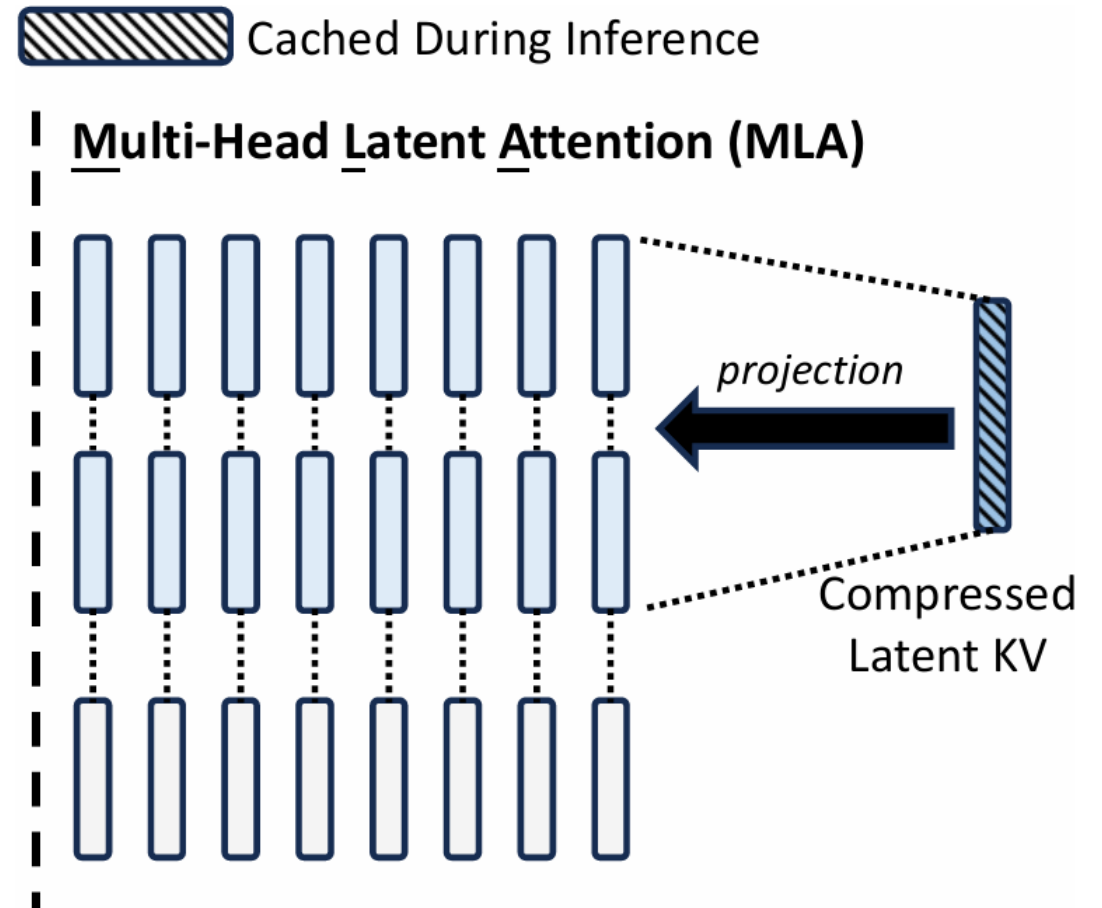 Cached During Inference
Multi-Head Latent Attention (MLA)
projection
Compressed
Latent KV